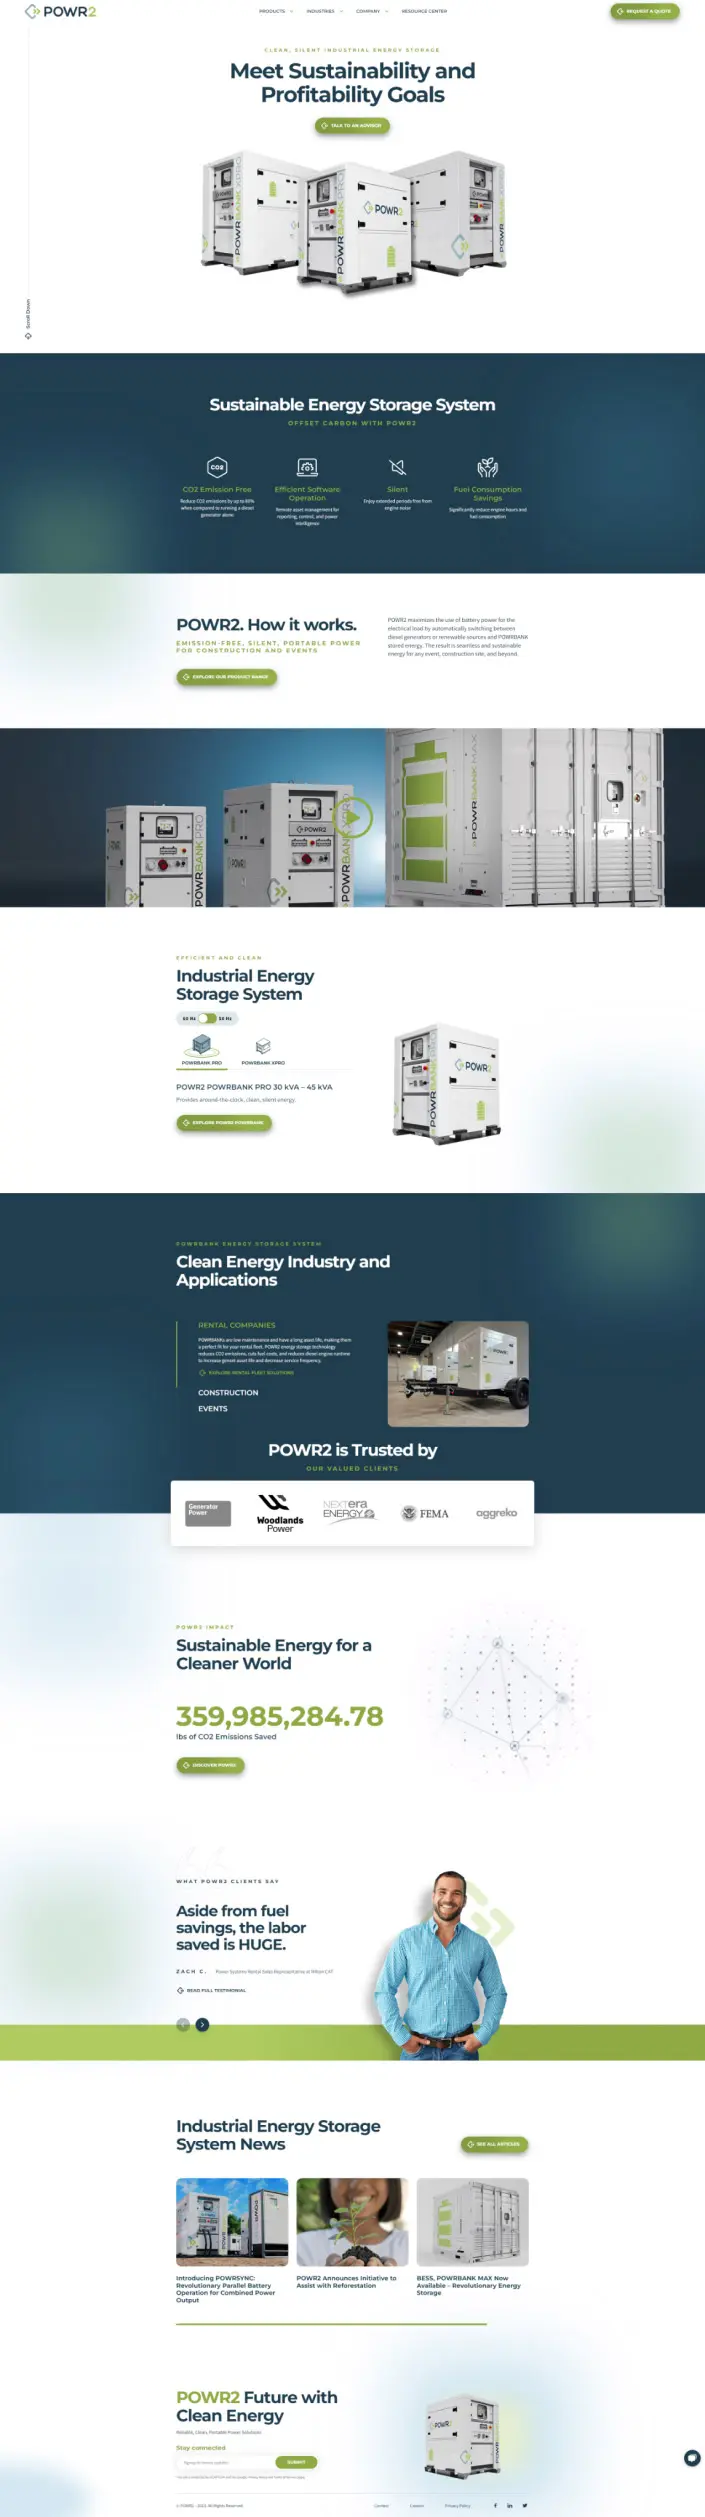 POWR2
PRODUCTS
INDUSTRIES
COMPANY
RESOURCE CENTER
REQUEST A QUOTE
CLEAN, SILENT INDUSTRIAL ENERGY STORAGE
Meet Sustainability and
Profitability Goals
TALK TO AN ADVISOR
POWRBANK XPRO
POWRBANK PRO
POWR2
Scroll Down
Sustainable Energy Storage System
OFFSET CARBON WITH POWR2
CO2
CO2 Emission Free
Reduce CO2 emissions by up to 80%
when compared to running a diesel
generator alone
Efficient Software
Operation
Remote asset management for
reporting, control, and power
intelligence
Silent
Enjoy extended periods free from
engine noise
Fuel Consumption
Savings
Significantly reduce engine hours and
fuel consumption
POWR2. How it works.
EMISSION-FREE, SILENT, PORTABLE POWER
FOR CONSTRUCTION AND EVENTS
EXPLORE OUR PRODUCT RANGE
POWR2 maximizes the use of battery power for the
electrical load by automatically switching between
diesel generators or renewable sources and POWRBANK
stored energy. The result is seamless and sustainable
energy for any event, construction site, and beyond.
POWRBANK PRO
POWR2
POWRBANK XPRO
POWRBANK MAX
EFFICIENT AND CLEAN
Industrial Energy
Storage System
60 Hz
50 Hz
POWRBANK PRO
POWRBANK XPRO
POWR2 POWRBANK PRO 30 kVA – 45 kVA
Provides around-the-clock, clean, silent energy.
EXPLORE POWR2 POWRBANK
POWR2
POWRBANK
POWRBANK ENERGY STORAGE SYSTEM
Clean Energy Industry and
Applications
RENTAL COMPANIES
POWRBANKs are low maintenance and have a long asset life, making them
a perfect fit for your rental fleet. POWR2 energy storage technology
reduces CO2 emissions, cuts fuel costs, and reduces diesel engine runtime
to increase genset asset life and decrease service frequency.
EXPLORE RENTAL FLEET SOLUTIONS
CONSTRUCTION
EVENTS
POWR2 is Trusted by
OUR VALUED CLIENTS
Generator
Power
Woodlands
Power
NEXTera
ENERGY
FEMA
aggreko
POWR2 IMPACT
Sustainable Energy for a
Cleaner World
359,985,284.78
lbs of CO2 Emissions Saved
DISCOVER POWR2
WHAT POWR2 CLIENTS SAY
Aside from fuel
savings, the labor
saved is HUGE.
ZACH C.
Power Systems Rental Sales Representative at Milton CAT
READ FULL TESTIMONIAL
Industrial Energy Storage
System News
SEE ALL ARTICLES
Introducing POWRSYNC:
Revolutionary Parallel Battery
Operation for Combined Power
Output
POWR2 Announces Initiative to
Assist with Reforestation
BESS, POWRBANK MAX Now
Available – Revolutionary Energy
Storage
POWR2 Future with
Clean Energy
Reliable, Clean, Portable Power Solutions
Stay connected
SUBMIT
POWR2
© POWR2 - 2023. All Rights Reserved.
Contact
Careers
Privacy Policy